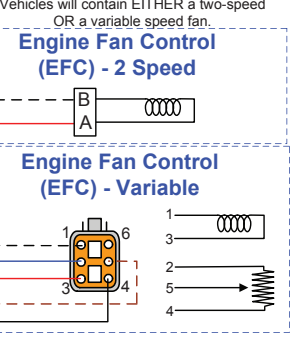 Vehicles will contain EITHER a two-speed
OR a variable speed fan.
Engine Fan Control
(EFC) - 2 Speed
B
A
Engine Fan Control
(EFC) - Variable
1
6
3
4
1
3
2
5
4